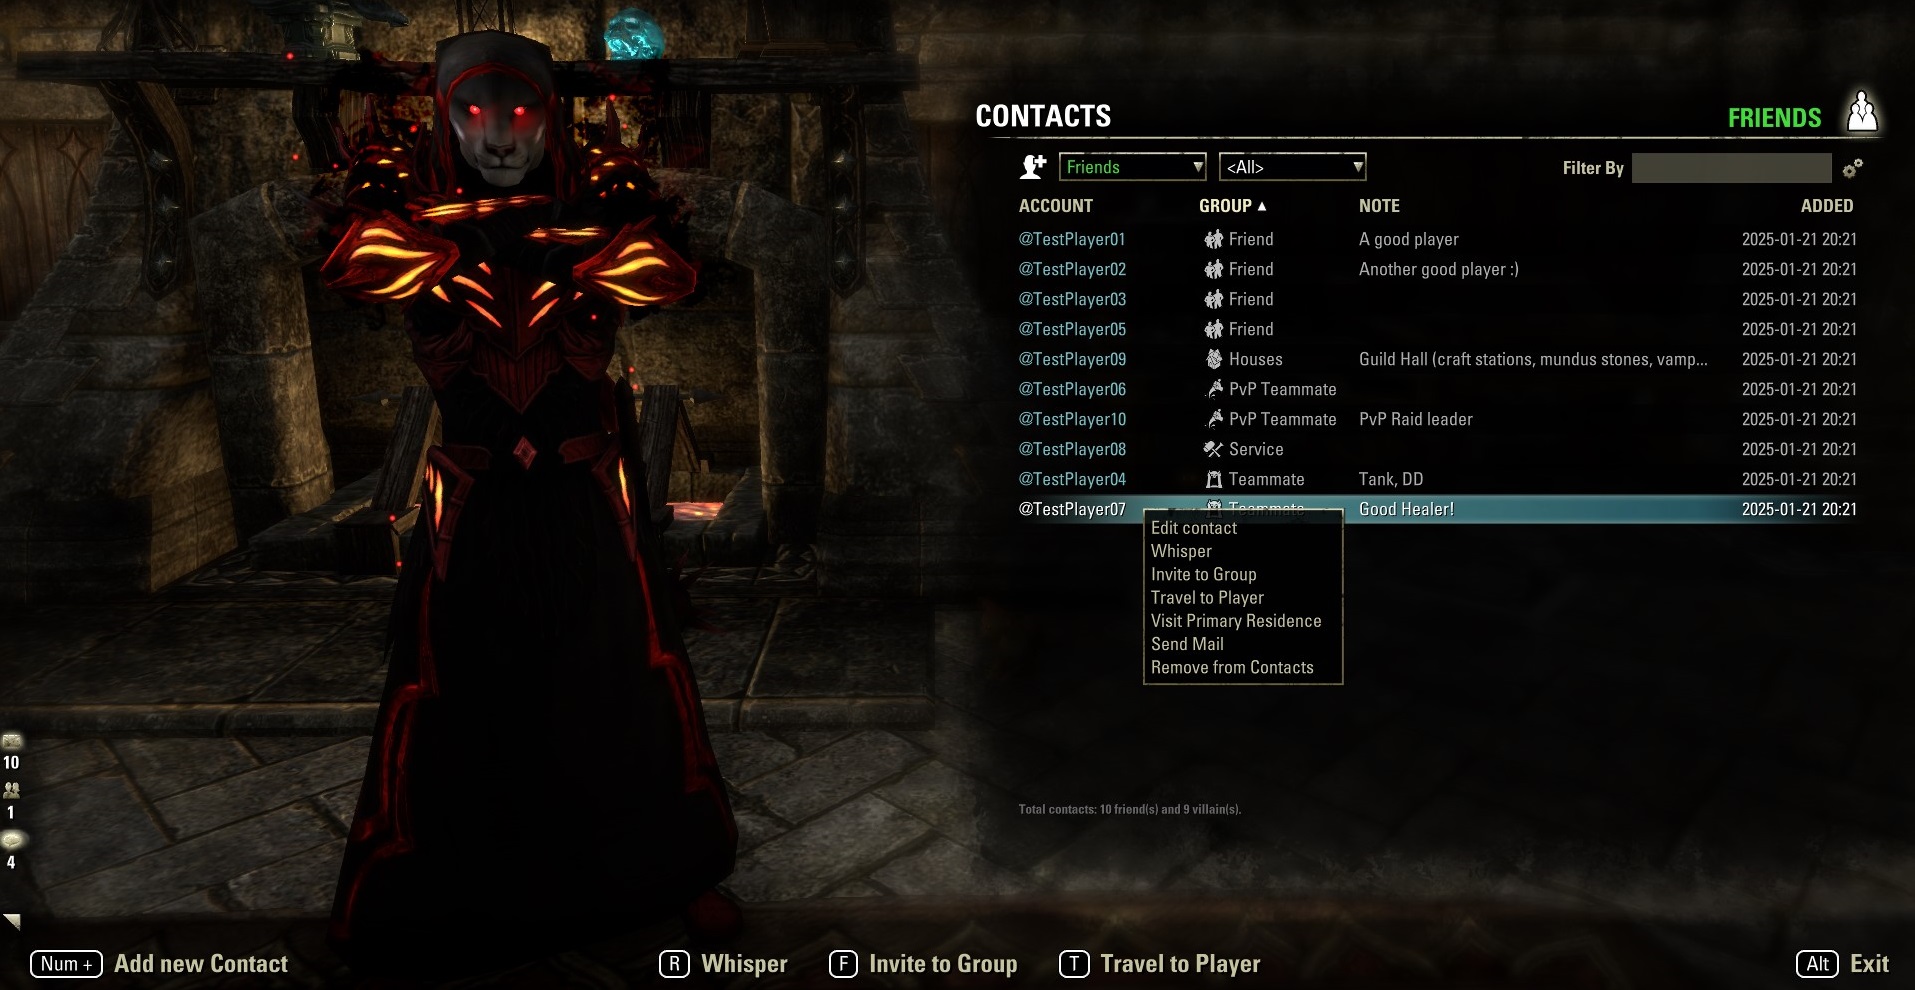 CONTACTS
FRIENDS
Friends
<All>
Filter By
ACCOUNT GROUP ▲ NOTE ADDED
@TestPlayer01 Friend A good player 2025-01-21 20:21
@TestPlayer02 Friend Another good player :) 2025-01-21 20:21
@TestPlayer03 Friend 2025-01-21 20:21
@TestPlayer05 Friend 2025-01-21 20:21
@TestPlayer09 Houses Guild Hall (craft stations, mundus stones, vamp... 2025-01-21 20:21
@TestPlayer06 PvP Teammate 2025-01-21 20:21
@TestPlayer10 PvP Teammate PvP Raid leader 2025-01-21 20:21
@TestPlayer08 Service 2025-01-21 20:21
@TestPlayer04 Teammate Tank, DD 2025-01-21 20:21
@TestPlayer07 Teammate Good Healer! 2025-01-21 20:21
Edit contact
Whisper
Invite to Group
Travel to Player
Visit Primary Residence
Send Mail
Remove from Contacts
10
1
4
Total contacts: 10 friend(s) and 9 villain(s).
Num + Add new Contact
R Whisper
F Invite to Group
T Travel to Player
Alt Exit